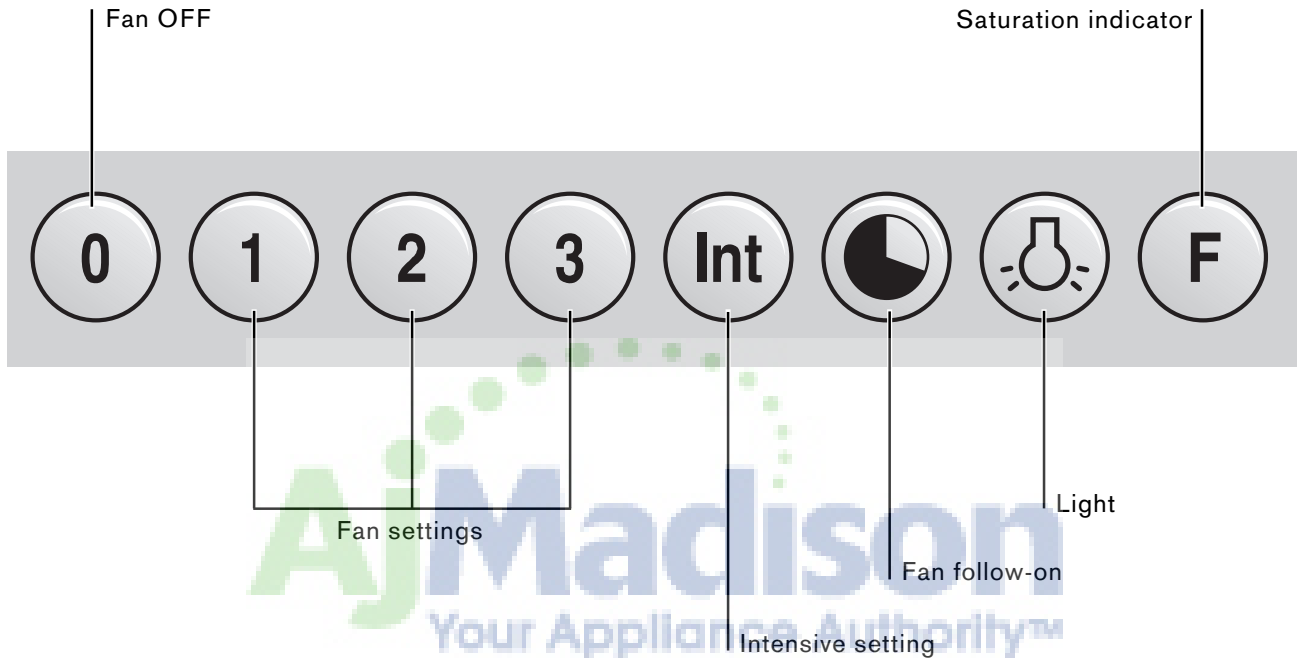 Fan OFF
Saturation indicator
0 1 2 3 Int F
Fan settings
Light
Fan follow-on
Intensive setting
AjMadison
Your Appliance Authority™